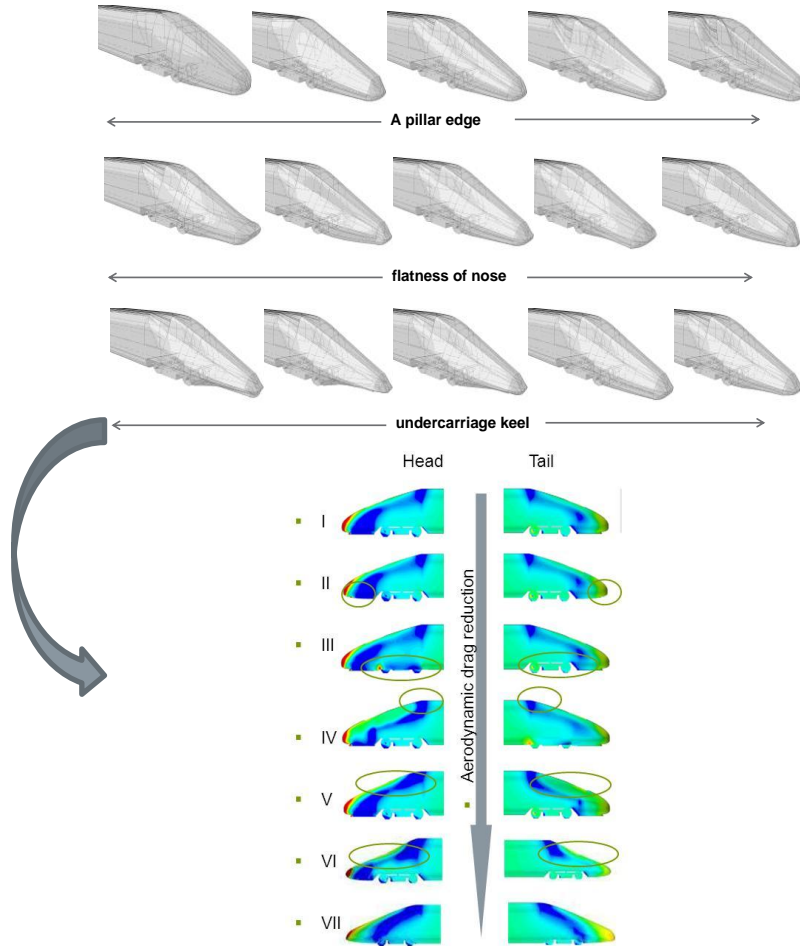 A pillar edge
flatness of nose
undercarriage keel
Head Tail
I
II
III
IV
V
VI
VII
Aerodynamic drag reduction